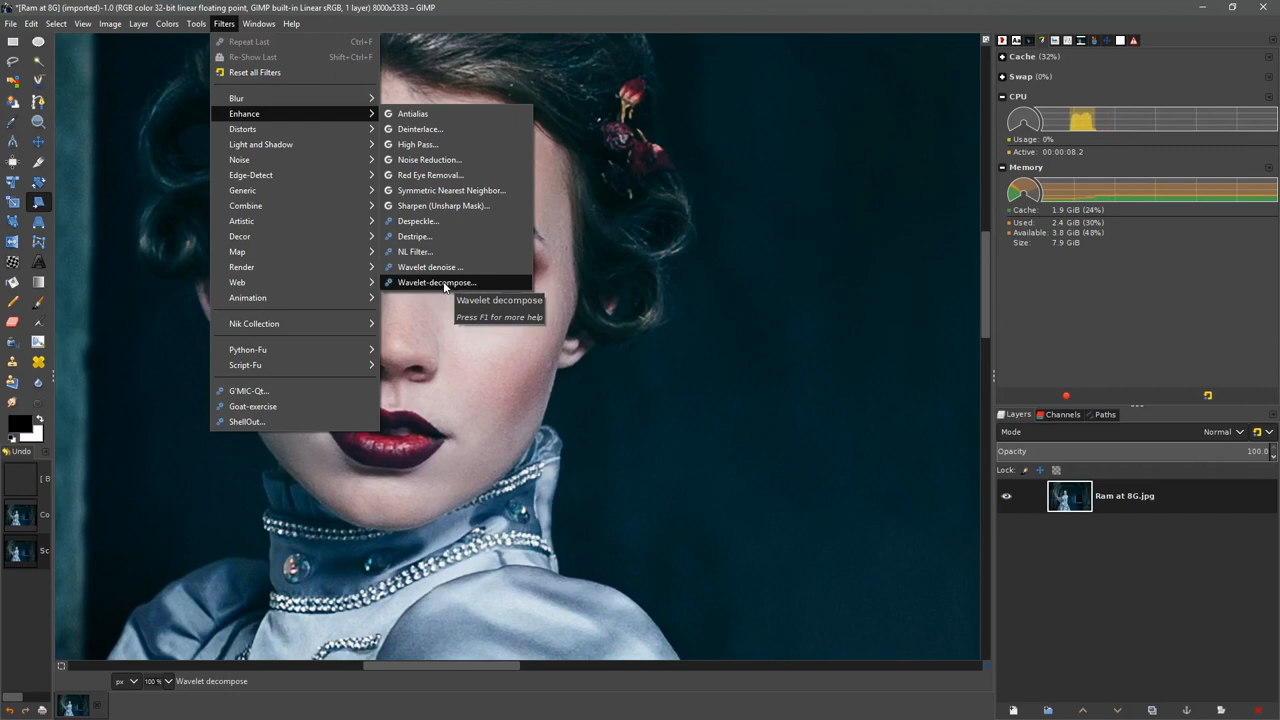 *[Ram at 8G] (imported)-1.0 (RGB color 32-bit linear floating point, GIMP built-in Linear sRGB, 1 layer) 8000x5333 – GIMP
File Edit Select View Image Layer Colors Tools Filters Windows Help
Repeat Last Ctrl+F
Re-Show Last Shift+Ctrl+F
Reset all Filters
Blur
Enhance
Distorts
Light and Shadow
Noise
Edge-Detect
Generic
Combine
Artistic
Decor
Map
Render
Web
Animation
Nik Collection
Python-Fu
Script-Fu
G'MIC-Qt...
Goat-exercise
ShellOut...
Antialias
Deinterlace...
High Pass...
Noise Reduction...
Red Eye Removal...
Symmetric Nearest Neighbor...
Sharpen (Unsharp Mask)...
Despeckle...
Destripe...
NL Filter...
Wavelet denoise ...
Wavelet-decompose...
Wavelet decompose
Press F1 for more help
Undo
[ B
Co
Sc
px 100 % Wavelet decompose
Cache (32%)
Swap (0%)
CPU
Usage: 0%
Active: 00:00:08.2
Memory
Cache: 1.9 GiB (24%)
Used: 2.4 GiB (30%)
Available: 3.8 GiB (48%)
Size: 7.9 GiB
Layers Channels Paths
Mode Normal
Opacity 100.0
Lock:
Ram at 8G.jpg